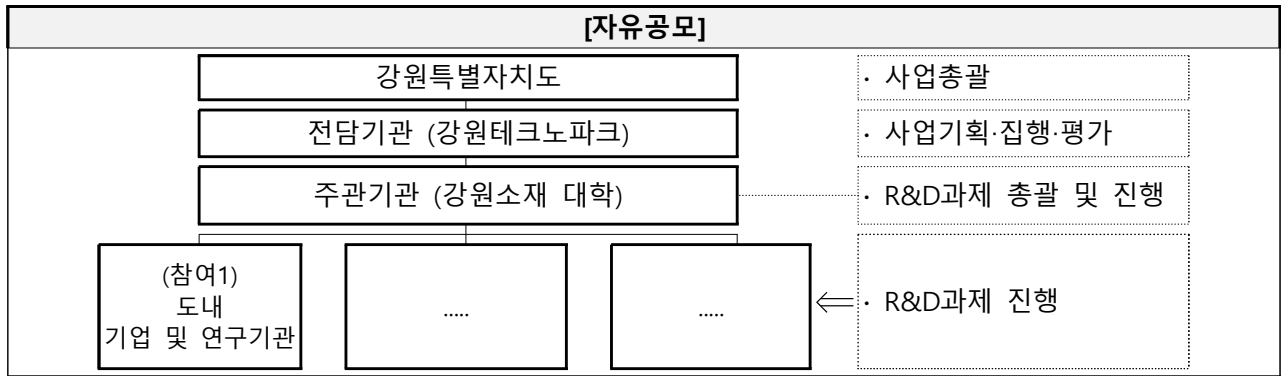 [자유공모]
강원특별자치도
· 사업총괄
전담기관 (강원테크노파크)
· 사업기획·집행·평가
주관기관 (강원소재 대학)
· R&D과제 총괄 및 진행
(참여1)
도내
기업 및 연구기관
.....
.....
⇐
· R&D과제 진행